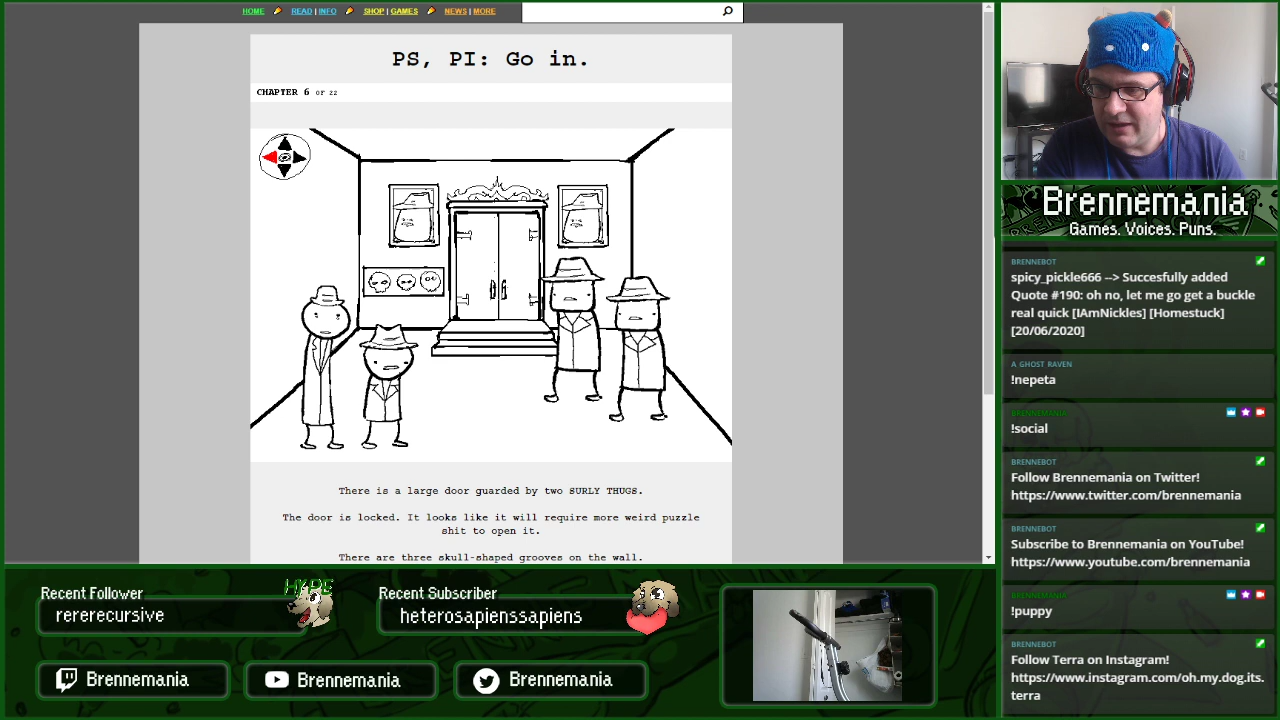 HOME READ | INFO SHOP | GAMES NEWS | MORE
PS, PI: Go in.
CHAPTER 6 OF 22
There is a large door guarded by two SURLY THUGS.
The door is locked. It looks like it will require more weird puzzle
shit to open it.
There are three skull-shaped grooves on the wall.
Brennemania
Games. Voices. Puns.
BRENNEBOT
spicy_pickle666 --> Succesfully added
Quote #190: oh no, let me go get a buckle
real quick [IAmNickles] [Homestuck]
[20/06/2020]
A GHOST RAVEN
!nepeta
BRENNEMANIA
!social
BRENNEBOT
Follow Brennemania on Twitter!
https://www.twitter.com/brennemania
BRENNEBOT
Subscribe to Brennemania on YouTube!
https://www.youtube.com/brennemania
BRENNEMANIA
!puppy
BRENNEBOT
Follow Terra on Instagram!
https://www.instagram.com/oh.my.dog.its.
terra
Recent Follower
HYPE
rererecursive
Recent Subscriber
heterosapienssapiens
Brennemania
Brennemania
Brennemania